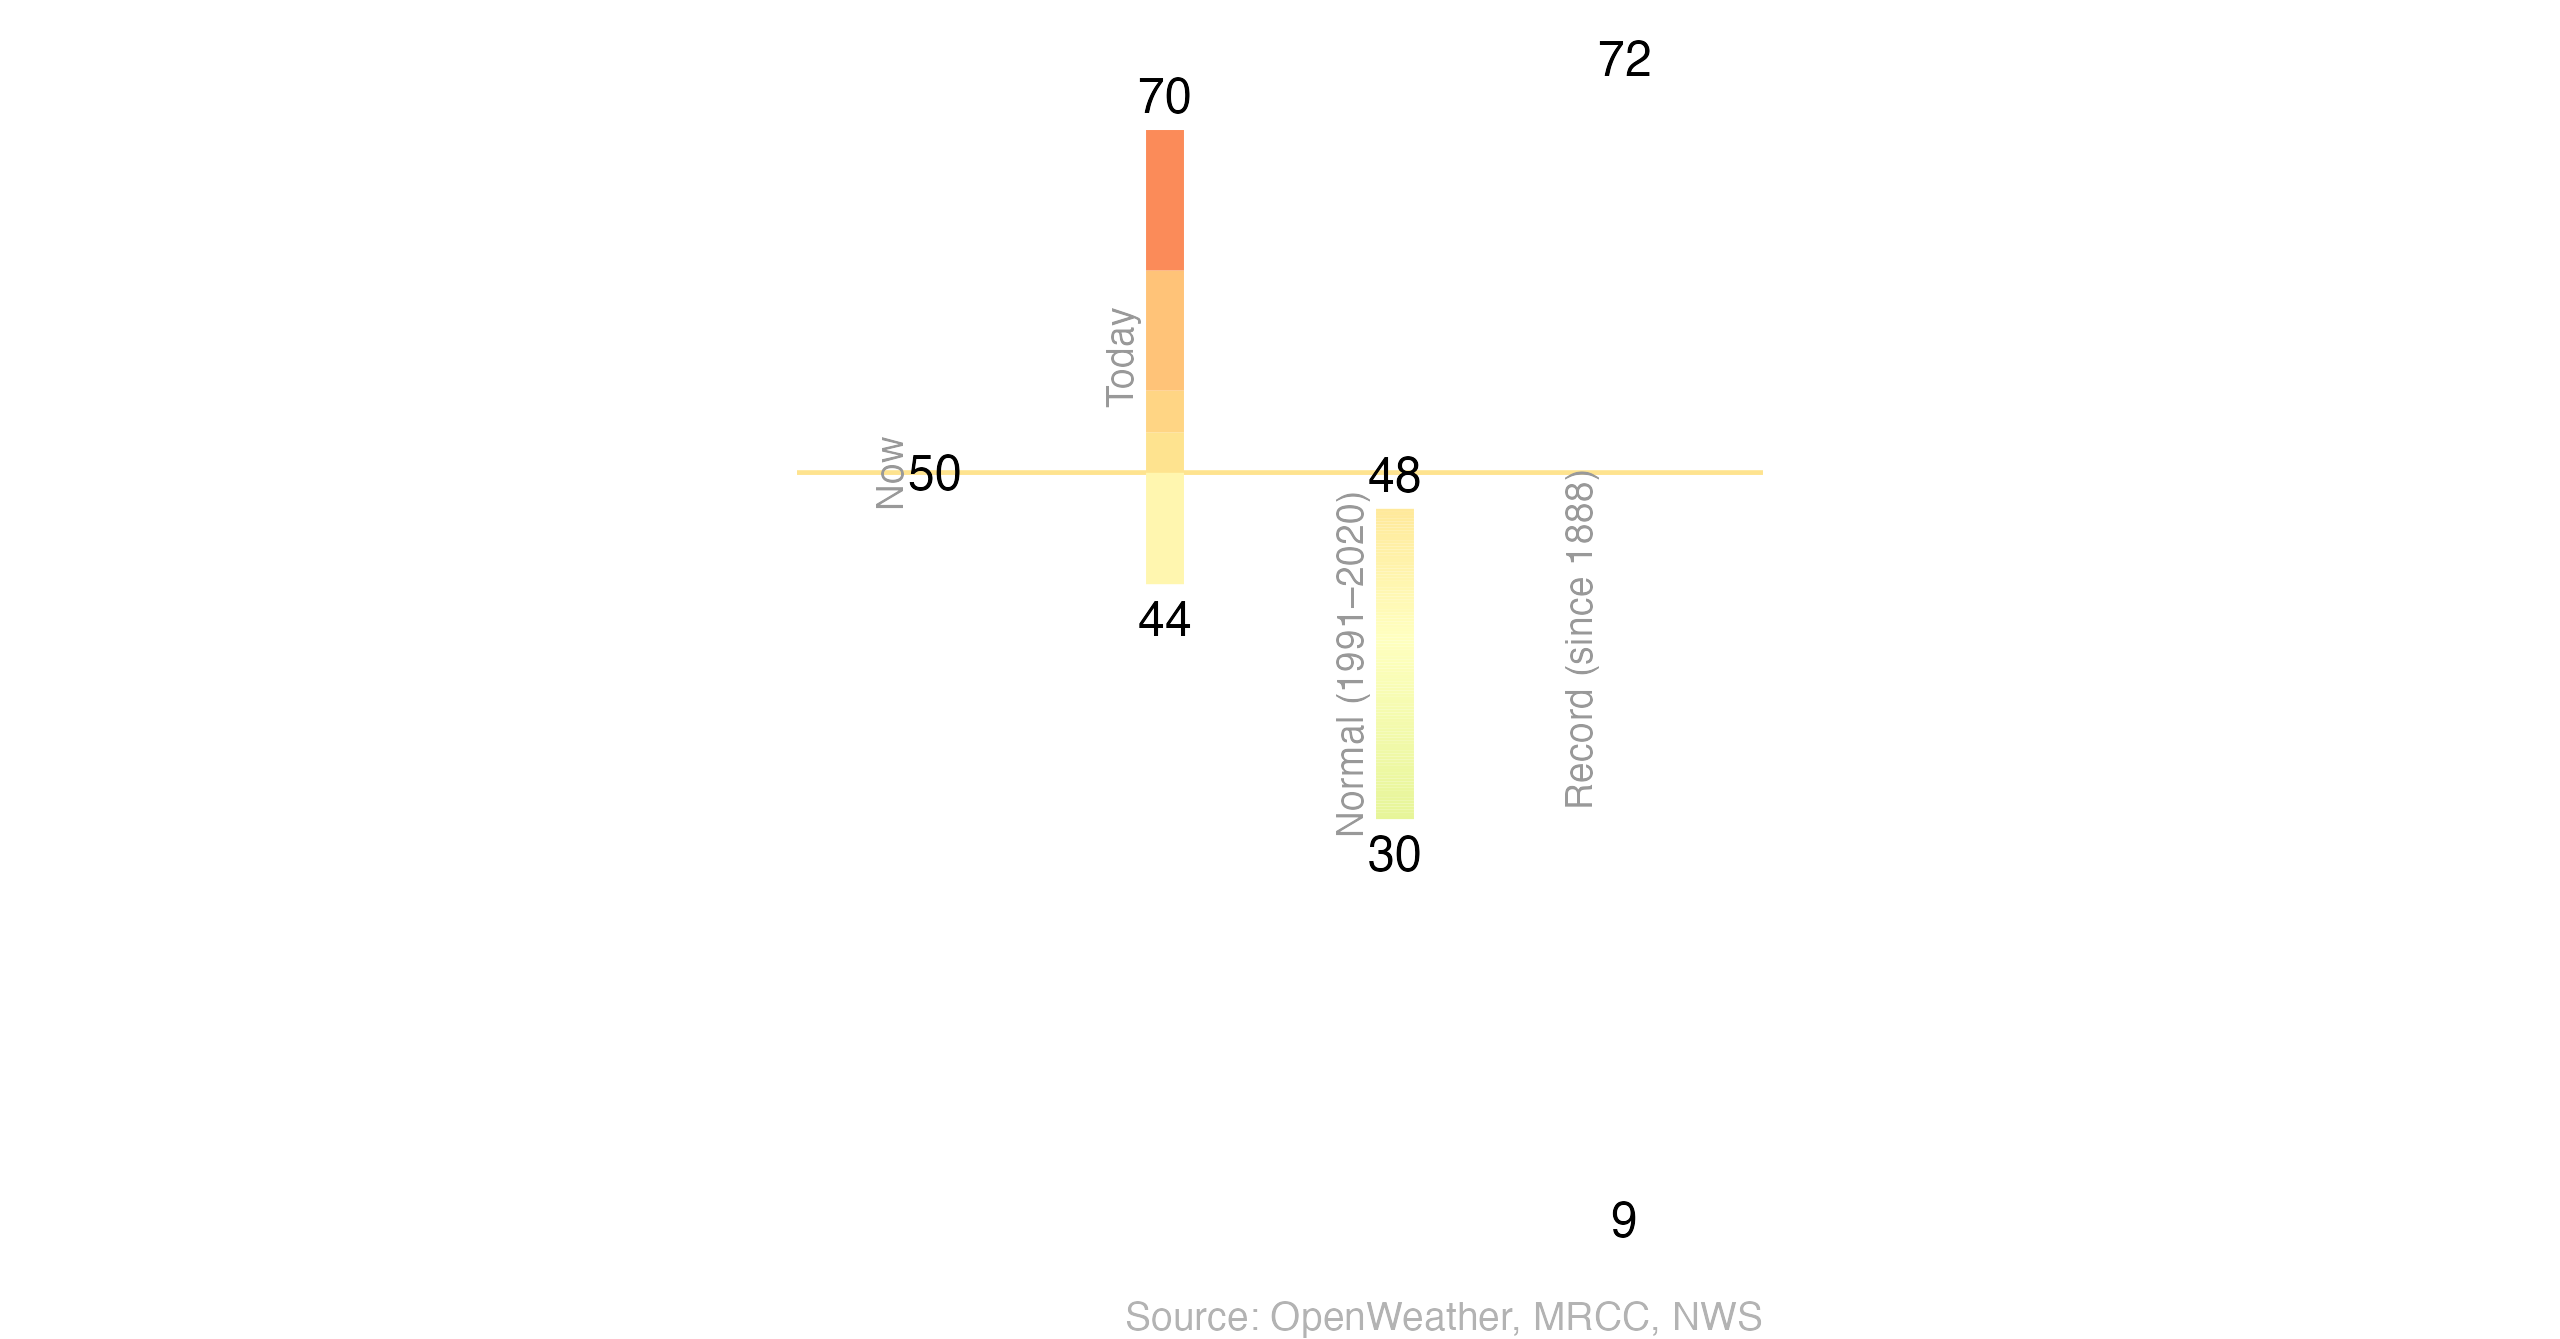 72
70
Today
Now
50
48
Normal (1991–2020)
Record (since 1888)
44
30
9
Source: OpenWeather, MRCC, NWS